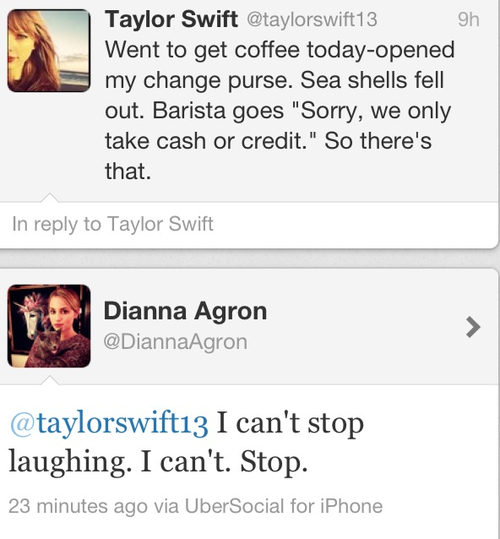 Taylor Swift @taylorswift13 9h
Went to get coffee today-opened
my change purse. Sea shells fell
out. Barista goes "Sorry, we only
take cash or credit." So there's
that.
In reply to Taylor Swift
Dianna Agron
@DiannaAgron
@taylorswift13 I can't stop
laughing. I can't. Stop.
23 minutes ago via UberSocial for iPhone